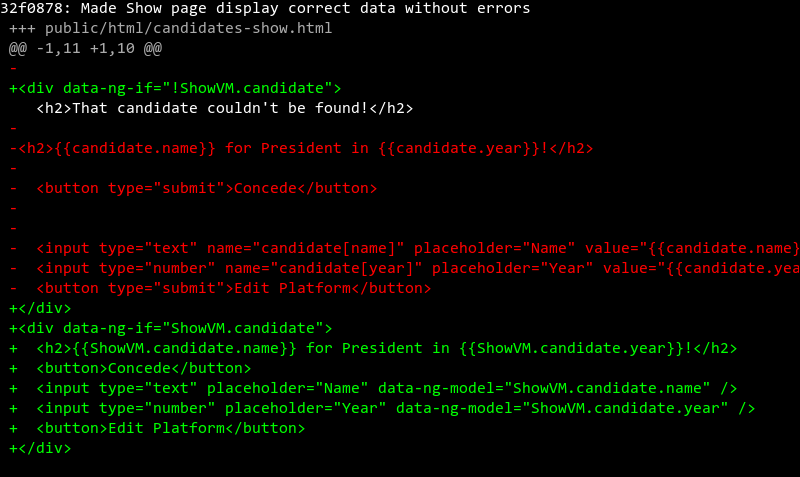 32f0878: Made Show page display correct data without errors
+++ public/html/candidates-show.html
@@ -1,11 +1,10 @@
-
+<div data-ng-if="!ShowVM.candidate">
   <h2>That candidate couldn't be found!</h2>
-
-<h2>{{candidate.name}} for President in {{candidate.year}}!</h2>
-
-  <button type="submit">Concede</button>
-
-
-  <input type="text" name="candidate[name]" placeholder="Name" value="{{candidate.name}
-  <input type="number" name="candidate[year]" placeholder="Year" value="{{candidate.yea
-  <button type="submit">Edit Platform</button>
+</div>
+<div data-ng-if="ShowVM.candidate">
+  <h2>{{ShowVM.candidate.name}} for President in {{ShowVM.candidate.year}}!</h2>
+  <button>Concede</button>
+  <input type="text" placeholder="Name" data-ng-model="ShowVM.candidate.name" />
+  <input type="number" placeholder="Year" data-ng-model="ShowVM.candidate.year" />
+  <button>Edit Platform</button>
+</div>